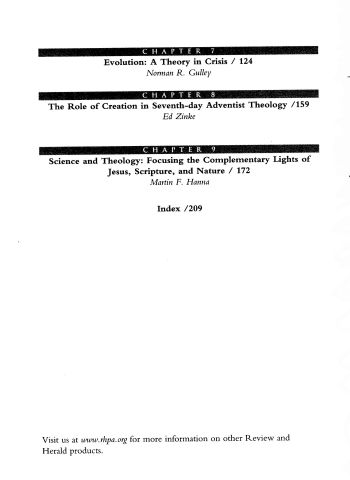 CHAPTER 7
Evolution: A Theory in Crisis / 124
Norman R. Gulley
CHAPTER 8
The Role of Creation in Seventh-day Adventist Theology /159
Ed Zinke
CHAPTER 9
Science and Theology: Focusing the Complementary Lights of
Jesus, Scripture, and Nature / 172
Martin F. Hanna
Index /209
Visit us at www.rhpa.org for more information on other Review and
Herald products.